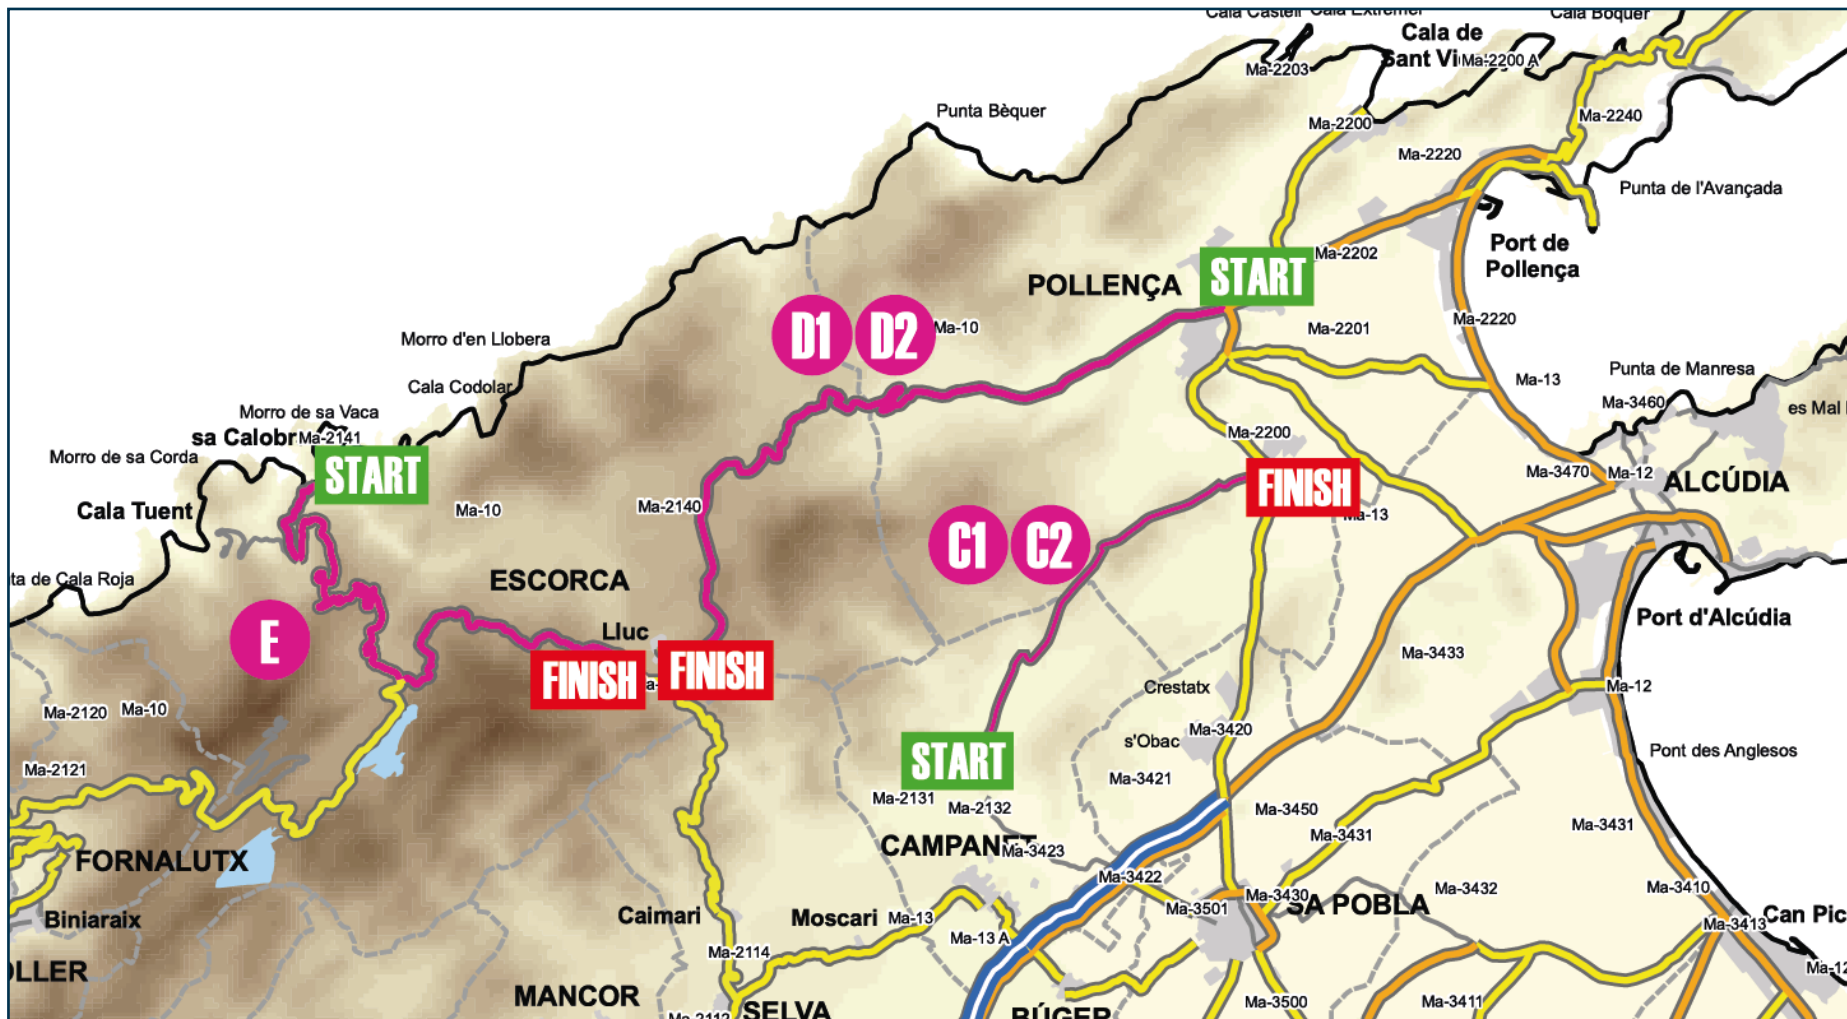 Cala Castell
Cala Extremer
Cala Bóquer
Cala de
Ma-2203
Ma-2200 A
Punta Bèquer
Ma-2200
Ma-2240
Ma-2220
Punta de l'Avançada
Port de
Pollença
POLLENÇA
START
Ma-2202
D1
D2
Ma-10
Ma-2201
Ma-2220
Morro d'en Llobera
Cala Codolar
Ma-13
Punta de Manresa
Ma-3460
es Mal
Morro de sa Vaca
Ma-2141
Morro de sa Corda
START
Ma-2200
Cala Tuent
Ma-10
Ma-2140
FINISH
Ma-13
Ma-3470
Ma-12
ALCÚDIA
C1
C2
ta de Cala Roja
ESCORCA
Port d'Alcúdia
E
Lluc
FINISH
FINISH
Ma-3433
Crestatx
Ma-12
Ma-2120
Ma-10
Ma-3420
s'Obac
START
Pont des Anglesos
Ma-2121
Ma-2131
Ma-2132
Ma-3421
Ma-3450
Ma-3431
Ma-3431
CAMPANET
Ma-3423
FORNALUTX
Ma-3422
Ma-3430
Ma-3432
Ma-3410
Biniaraix
Caimari
Moscari
Ma-13
Ma-3501
SA POBLA
Ma-3413
Can Pic
Ma-13 A
Ma-2114
OLLER
Ma-12
MANCOR
SELVA
BÚGER
Ma-3500
Ma-3411
Ma-2112